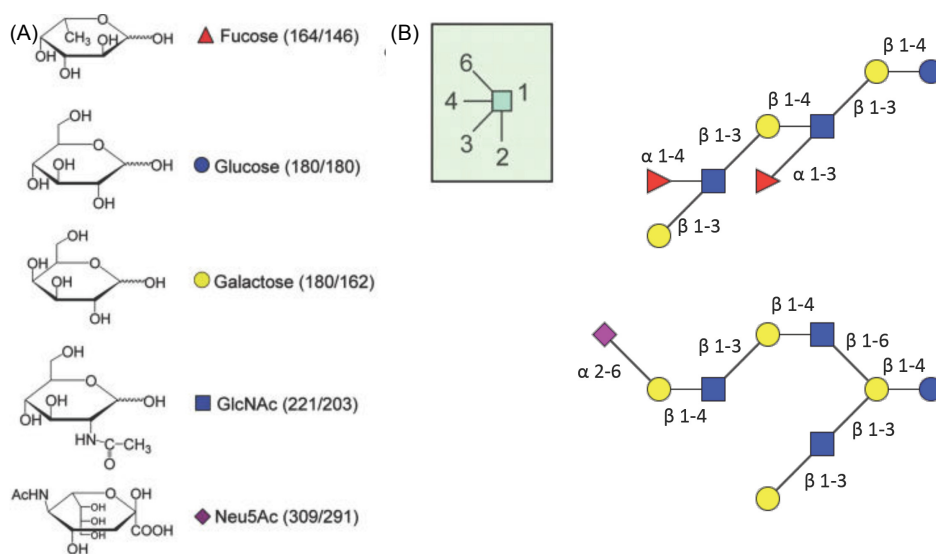 (A)
O
CH₃
OH
OH
OH
OH
Fucose (164/146)
OH
O
OH
OH
OH
OH
Glucose (180/180)
OH
OH
O
OH
OH
OH
Galactose (180/162)
OH
O
OH
OH
OH
HN
C
CH₃
O
GlcNAc (221/203)
AcHN
O
OH
OH
OH
OH
OH
COOH
Neu5Ac (309/291)
(B)
6
4
1
3
2
β 1-4
β 1-4
β 1-3
β 1-3
α 1-4
α 1-3
β 1-3
β 1-4
β 1-3
β 1-6
β 1-4
α 2-6
β 1-4
β 1-3
β 1-3